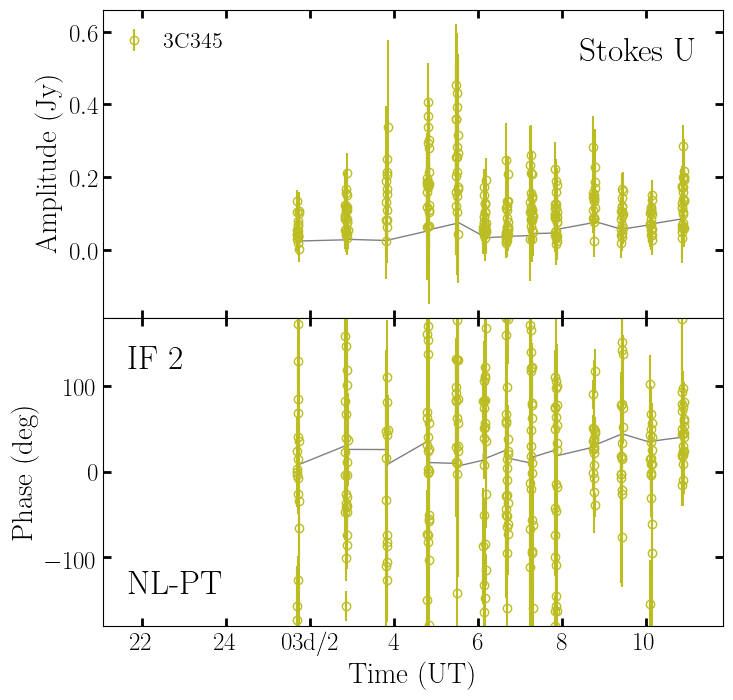 0.6
0.4
0.2
0.0
Amplitude (Jy)
3C345
Stokes U
IF 2
NL-PT
100
0
−100
Phase (deg)
22
24
03d/2
4
6
8
10
Time (UT)